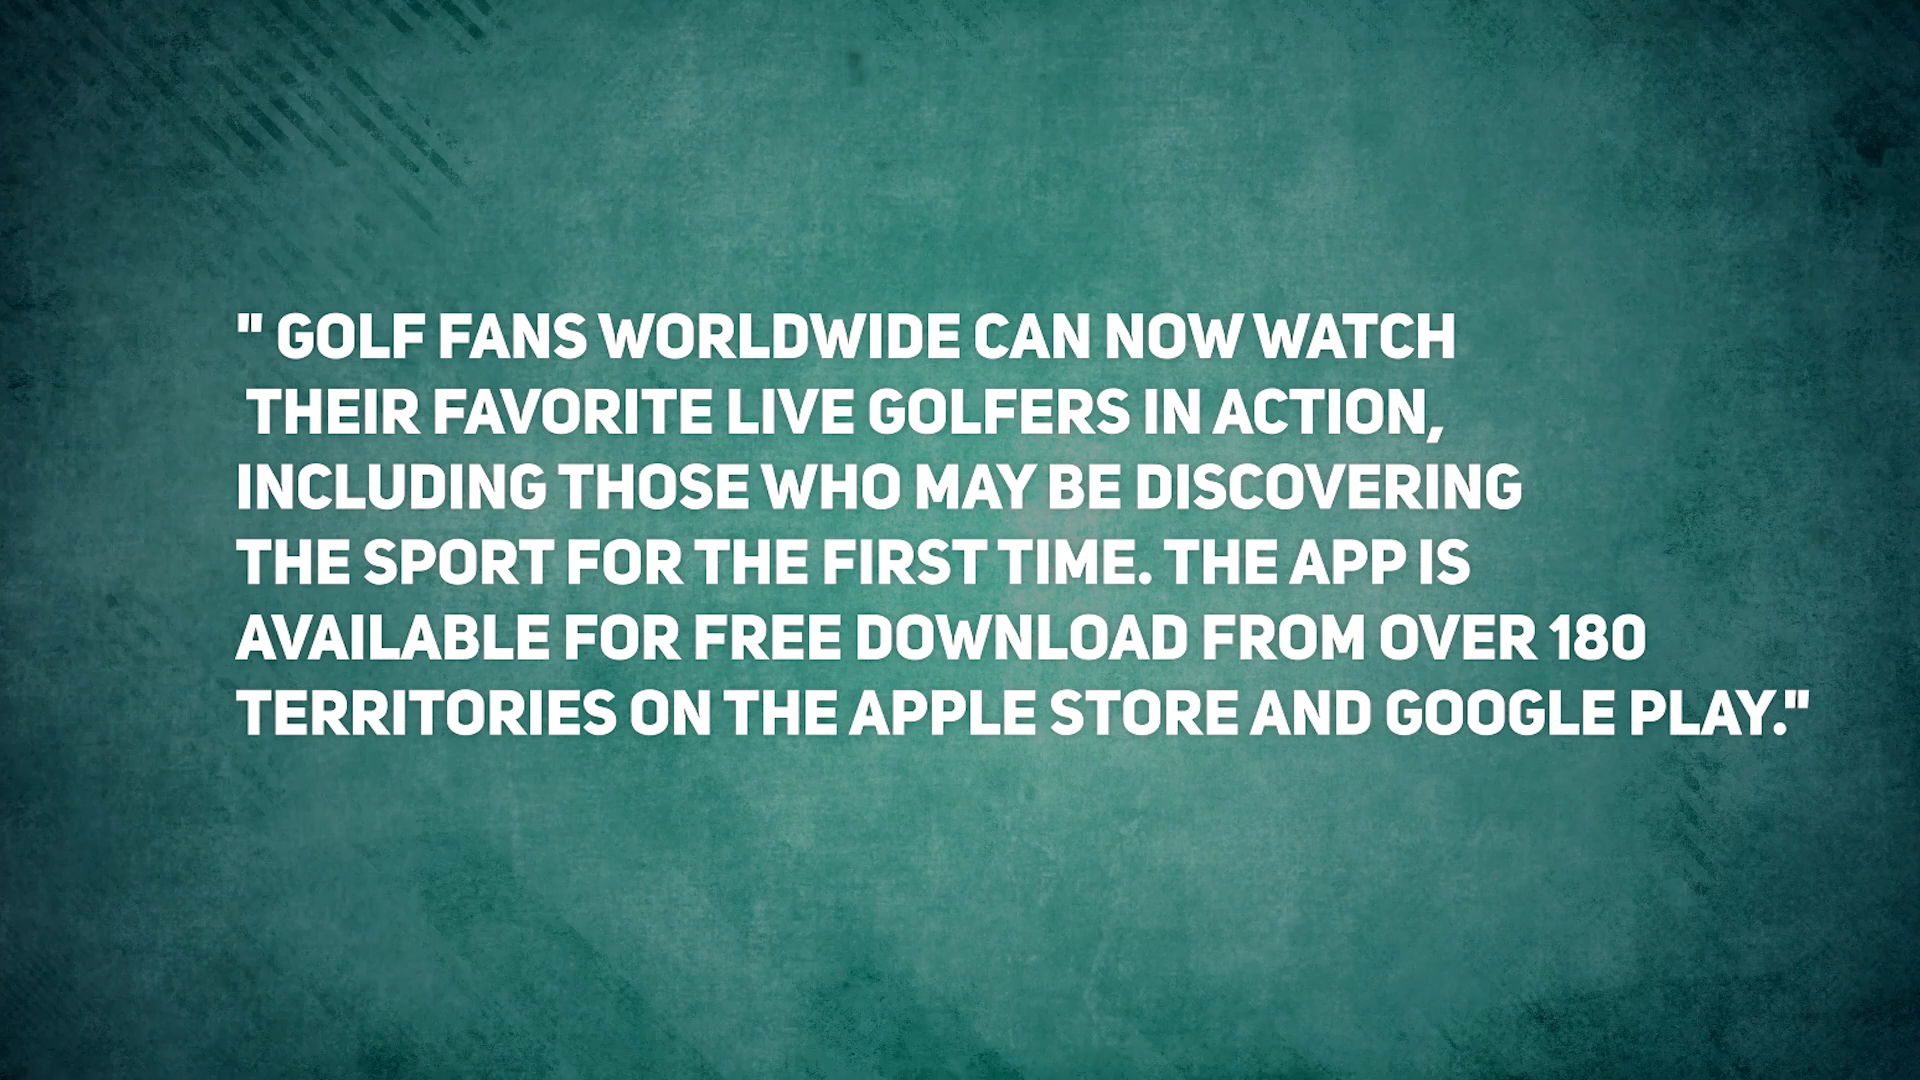 " GOLF FANS WORLDWIDE CAN NOW WATCH
THEIR FAVORITE LIVE GOLFERS IN ACTION,
INCLUDING THOSE WHO MAY BE DISCOVERING
THE SPORT FOR THE FIRST TIME. THE APP IS
AVAILABLE FOR FREE DOWNLOAD FROM OVER 180
TERRITORIES ON THE APPLE STORE AND GOOGLE PLAY."